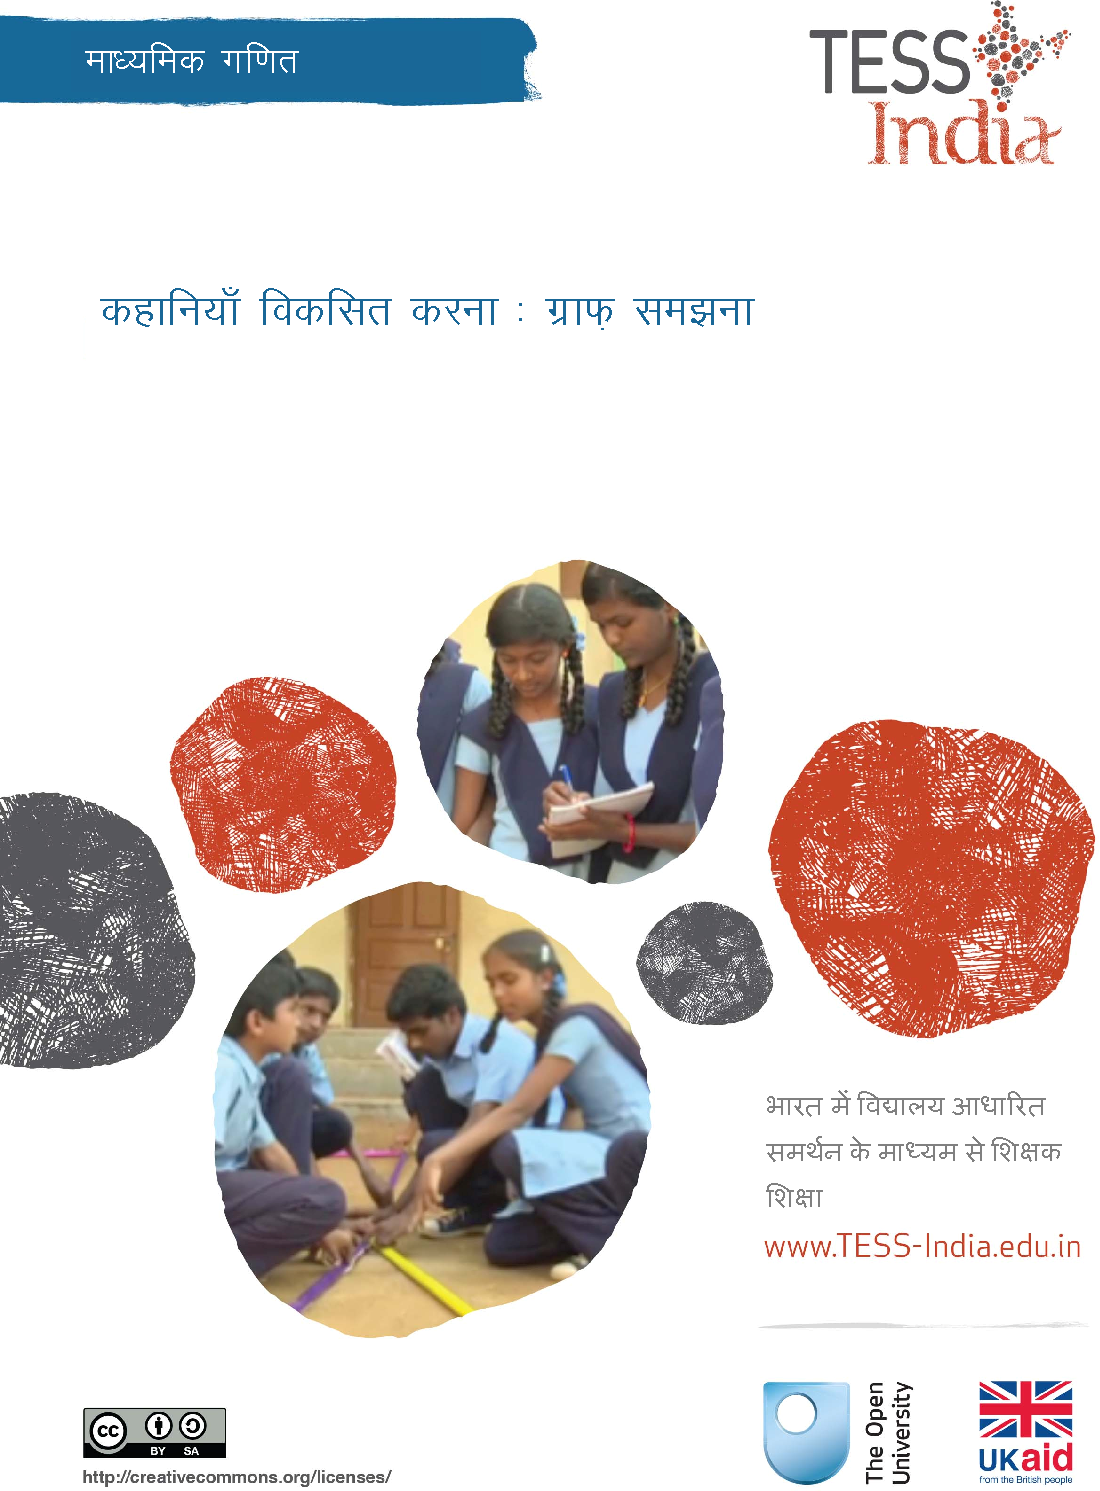 माध्यमिक गणित
TESS
India
कहानियाँ विकसित करना : ग्राफ़ समझना
भारत में विद्यालय आधारित
समर्थन के माध्यम से शिक्षक
शिक्षा
www.TESS-India.edu.in
The Open
University
UKaid
from the British people
cc
BY SA
http://creativecommons.org/licenses/